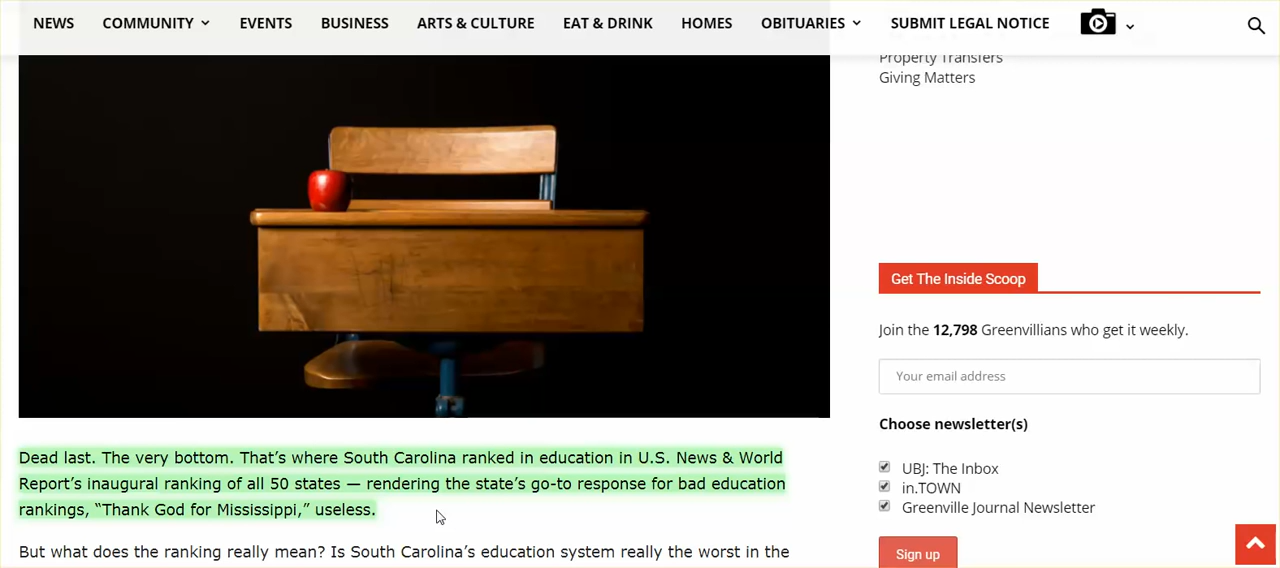 NEWS COMMUNITY EVENTS BUSINESS ARTS & CULTURE EAT & DRINK HOMES OBITUARIES SUBMIT LEGAL NOTICE
Property Transfers
Giving Matters
Get The Inside Scoop
Join the 12,798 Greenvillians who get it weekly.
Your email address
Choose newsletter(s)
UBJ: The Inbox
in.TOWN
Greenville Journal Newsletter
Sign up
Dead last. The very bottom. That’s where South Carolina ranked in education in U.S. News & World
Report’s inaugural ranking of all 50 states — rendering the state’s go-to response for bad education
rankings, “Thank God for Mississippi,” useless.
But what does the ranking really mean? Is South Carolina’s education system really the worst in the